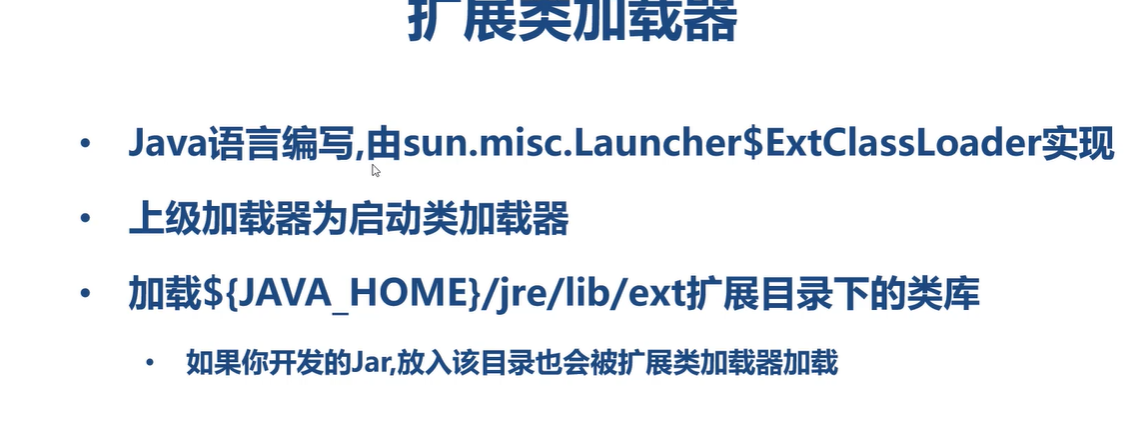 扩展类加载器
• Java语言编写,由sun.misc.Launcher$ExtClassLoader实现
• 上级加载器为启动类加载器
• 加载${JAVA_HOME}/jre/lib/ext扩展目录下的类库
• 如果你开发的Jar,放入该目录也会被扩展类加载器加载